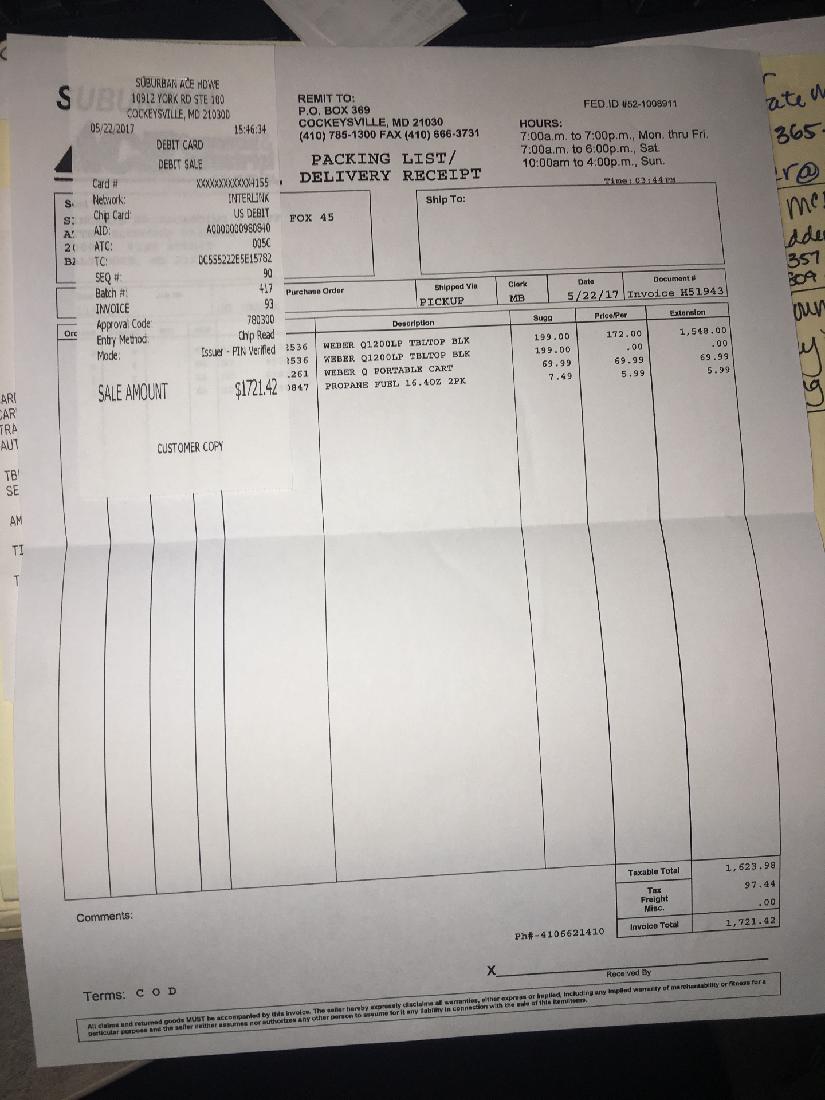 SUBURBAN ACE HDWE
10912 YORK RD STE 100
COCKEYSVILLE, MD 21030D
05/22/2017 15:46:34
DEBIT CARD
DEBIT SALE
Card # XXXXXXXXXXXX4155
Network: INTERLINK
Chip Card: US DEBIT
AID: A0000000980840
ATC: 005C
TC: DC555222E5E15782
SEQ #: 90
Batch #: 417
INVOICE 93
Approval Code: 780300
Entry Method: Chip Read
Mode: Issuer - PIN Verified
SALE AMOUNT $1721.42
CUSTOMER COPY
REMIT TO:
P.O. BOX 369
COCKEYSVILLE, MD 21030
(410) 785-1300 FAX (410) 666-3731
PACKING LIST/
DELIVERY RECEIPT
FED.ID #52-1008911
HOURS:
7:00a.m. to 7:00p.m., Mon. thru Fri.
7:00a.m. to 6:00p.m., Sat.
10:00am to 4:00p.m., Sun.
Time: 03:44PM
FOX 45
Ship To:
Purchase Order Shipped Via Clerk Date Document #
PICKUP MB 5/22/17 Invoice H51943
Description Sugg Price/Per Extension
WEBER Q1200LP TBLTOP BLK 199.00 172.00 1,548.00
WEBER Q1200LP TBLTOP BLK 199.00 .00 .00
WEBER Q PORTABLE CART 69.99 69.99 69.99
PROPANE FUEL 16.4OZ 2PK 7.49 5.99 5.99
Taxable Total 1,623.98
Tax 97.44
Freight
Misc. .00
Invoice Total 1,721.42
Comments:
Ph#-4106621410
X
Received By
Terms: C O D
All claims and returned goods MUST be accompanied by this invoice. The seller hereby expressly disclaims all warranties, either express or implied, including any implied warranty of merchantability or fitness for a
particular purpose and the seller neither assumes nor authorizes any other person to assume for it any liability in connection with the sale of this item/items.